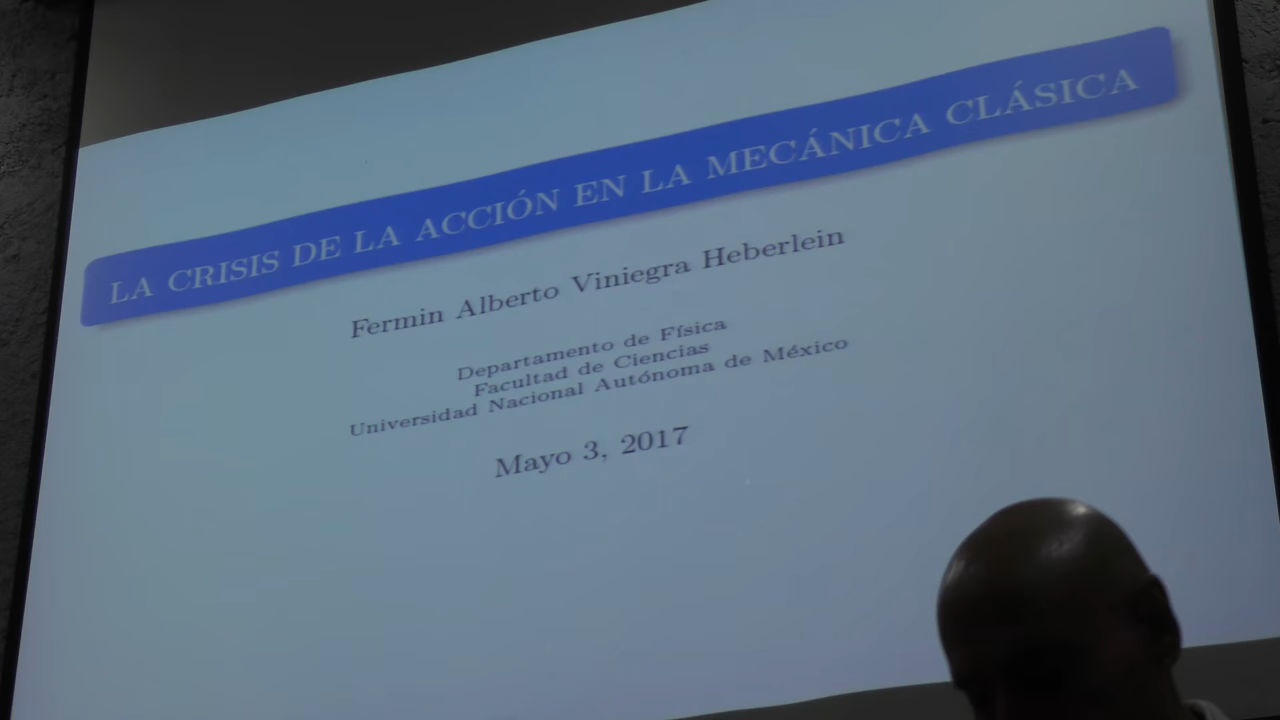 LA CRISIS DE LA ACCIÓN EN LA MECÁNICA CLÁSICA
Fermin Alberto Viniegra Heberlein
Departamento de Física
Facultad de Ciencias
Universidad Nacional Autónoma de México
Mayo 3, 2017